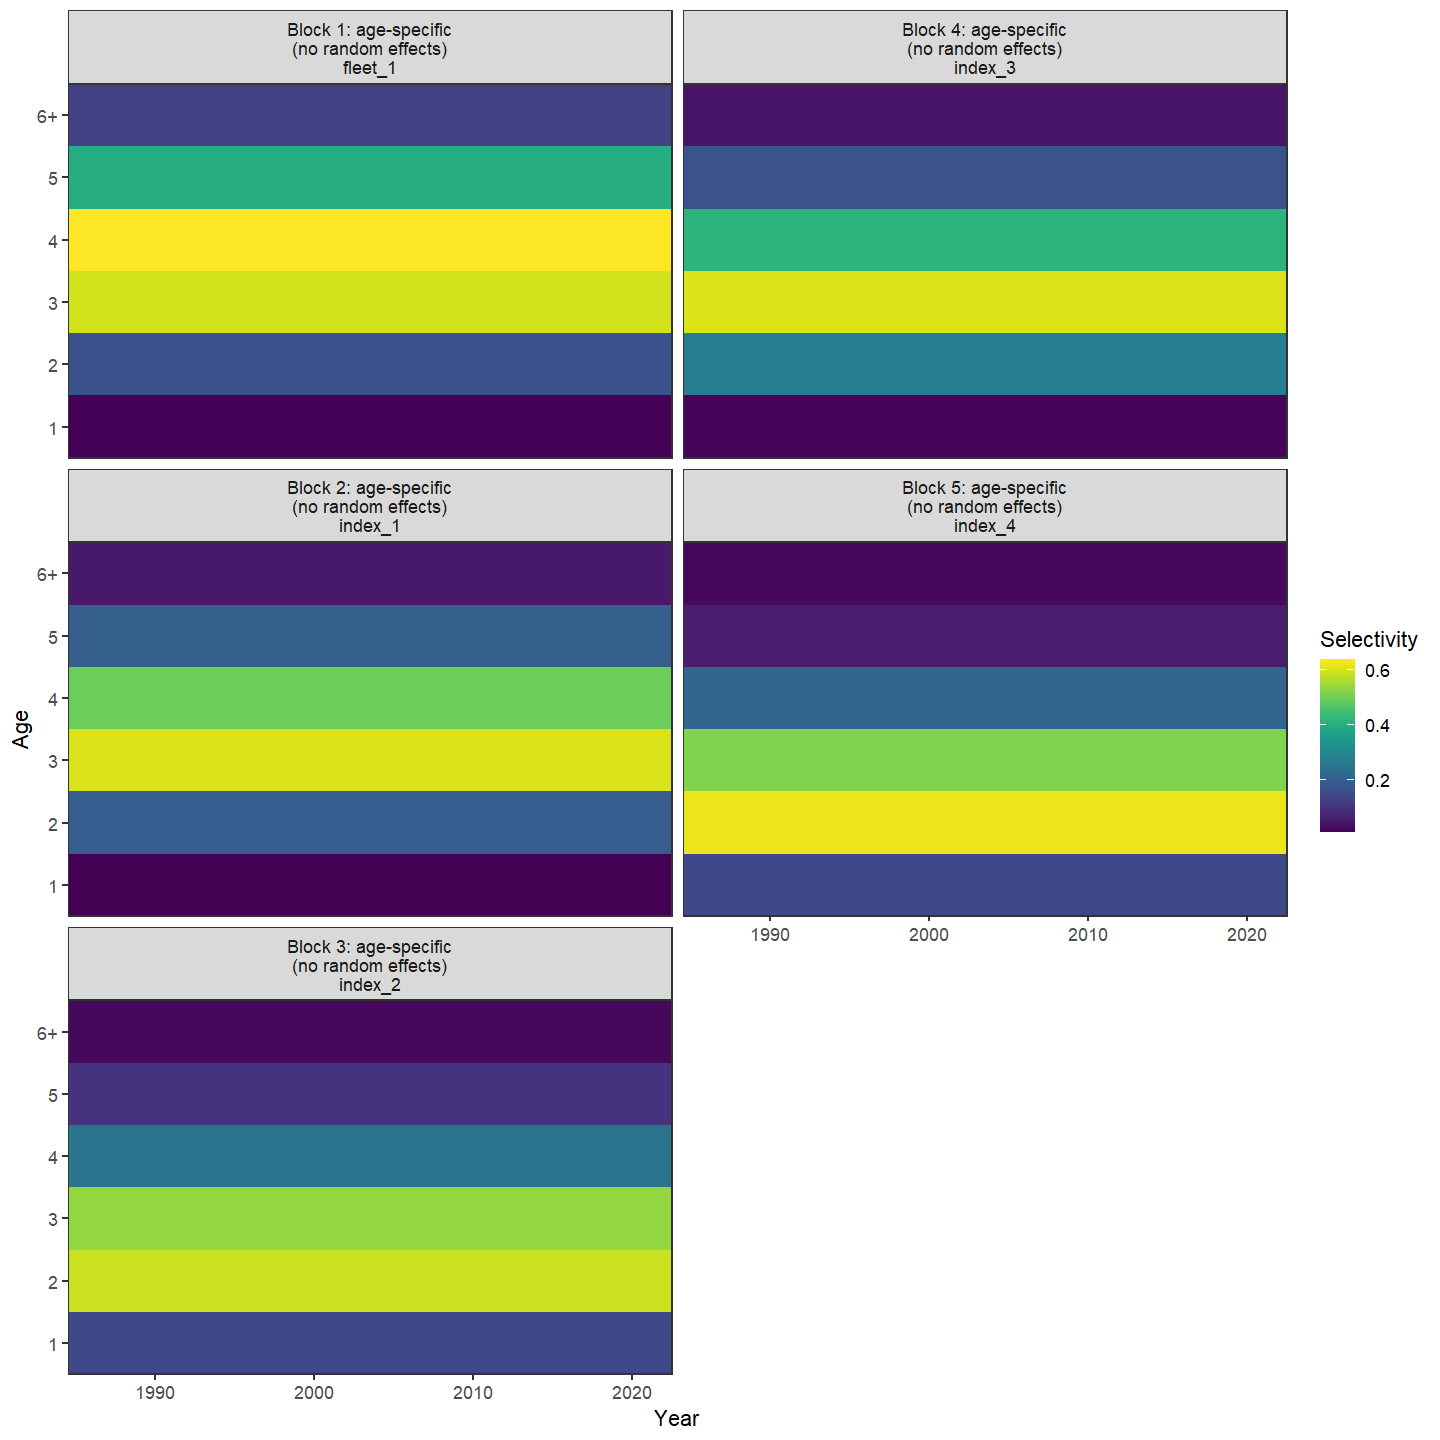 Block 1: age-specific
(no random effects)
fleet_1
Block 4: age-specific
(no random effects)
index_3
6+
5
4
3
2
1
Block 2: age-specific
(no random effects)
index_1
Block 5: age-specific
(no random effects)
index_4
6+
5
4
3
2
1
1990
2000
2010
2020
Block 3: age-specific
(no random effects)
index_2
6+
5
4
3
2
1
1990
2000
2010
2020
Year
Age
Selectivity
0.6
0.4
0.2